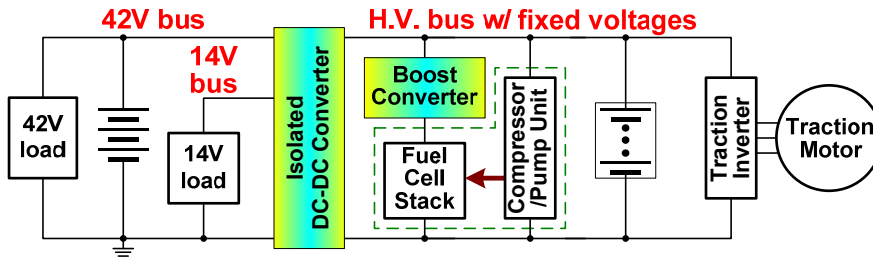 42V bus
H.V. bus w/ fixed voltages
14V
bus
42V
load
14V
load
Isolated
DC-DC Converter
Boost
Converter
Fuel
Cell
Stack
Compressor
/Pump Unit
Traction
Inverter
Traction
Motor